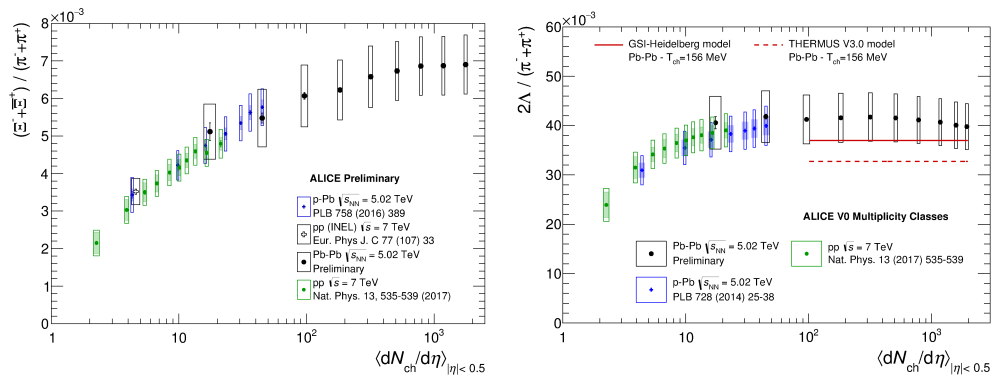 ×10⁻³
8
7
6
5
4
3
2
1
0
(Ξ⁻+Ξ̅⁺) / (π⁻+π⁺)
ALICE Preliminary
p-Pb √sNN = 5.02 TeV
PLB 758 (2016) 389
pp (INEL) √s = 7 TeV
Eur. Phys J. C 77 (107) 33
Pb-Pb √sNN = 5.02 TeV
Preliminary
pp √s = 7 TeV
Nat. Phys. 13, 535-539 (2017)
1
10
10²
10³
⟨dNch/dη⟩|η|< 0.5
×10⁻³
60
50
40
30
20
10
0
2Λ / (π⁻+π⁺)
GSI-Heidelberg model
Pb-Pb - Tch=156 MeV
THERMUS V3.0 model
Pb-Pb - Tch=156 MeV
ALICE V0 Multiplicity Classes
Pb-Pb √sNN = 5.02 TeV
Preliminary
p-Pb √sNN = 5.02 TeV
PLB 728 (2014) 25-38
pp √s = 7 TeV
Nat. Phys. 13 (2017) 535-539
1
10
10²
10³
⟨dNch/dη⟩|η|< 0.5